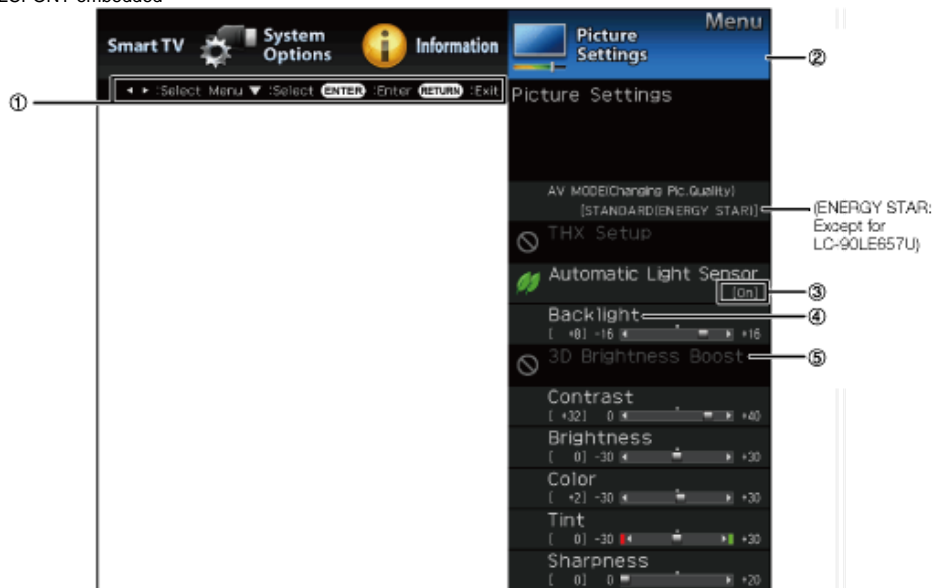 ESPONT embedded
Menu
Smart TV
System
Options
Information
Picture
Settings
②
①
:Select Menu :Select ENTER :Enter RETURN :Exit
Picture Settings
AV MODE(Changing Pic.Quality)
[STANDARD(ENERGY STAR)]
(ENERGY STAR:
Except for
LC-90LE657U)
THX Setup
Automatic Light Sensor
[On]
③
Backlight
④
[ +8] -16 +16
3D Brightness Boost
⑤
Contrast
[ +32] 0 +40
Brightness
[ 0] -30 +30
Color
[ +2] -30 +30
Tint
[ 0] -30 +30
Sharpness
[ 0] 0 +20